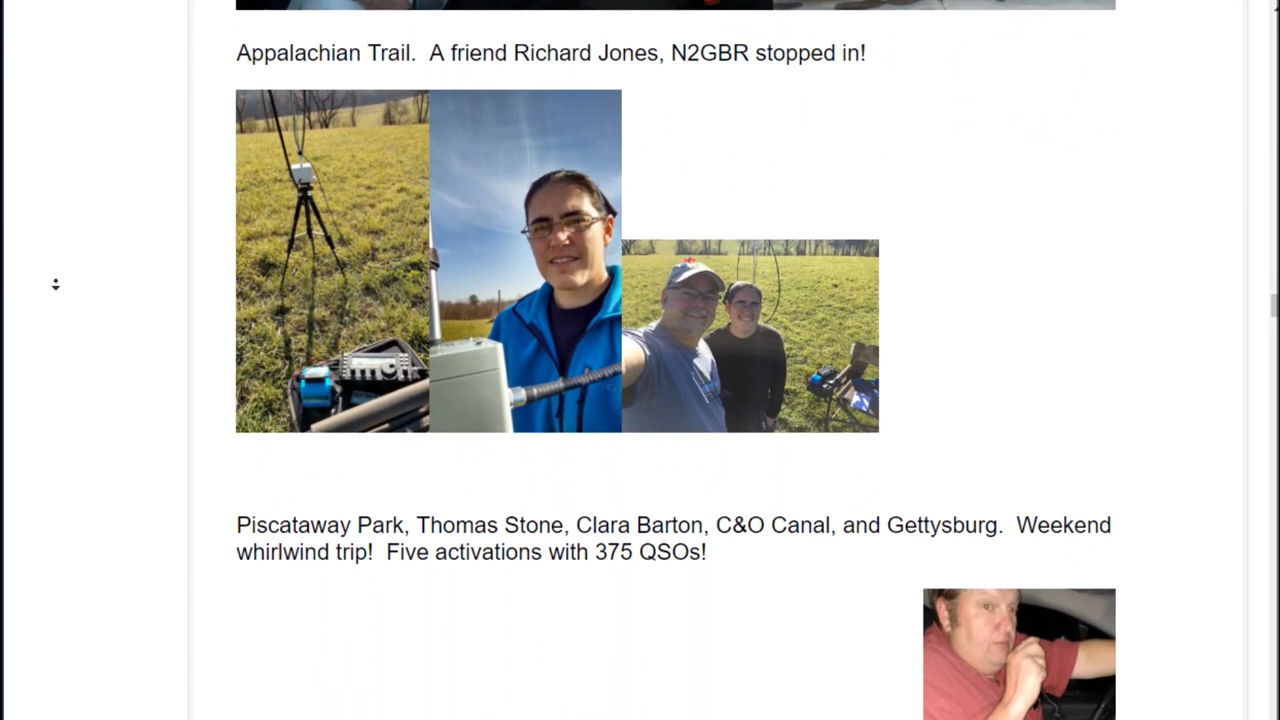 Appalachian Trail.  A friend Richard Jones, N2GBR stopped in!
Piscataway Park, Thomas Stone, Clara Barton, C&O Canal, and Gettysburg.  Weekend
whirlwind trip!  Five activations with 375 QSOs!